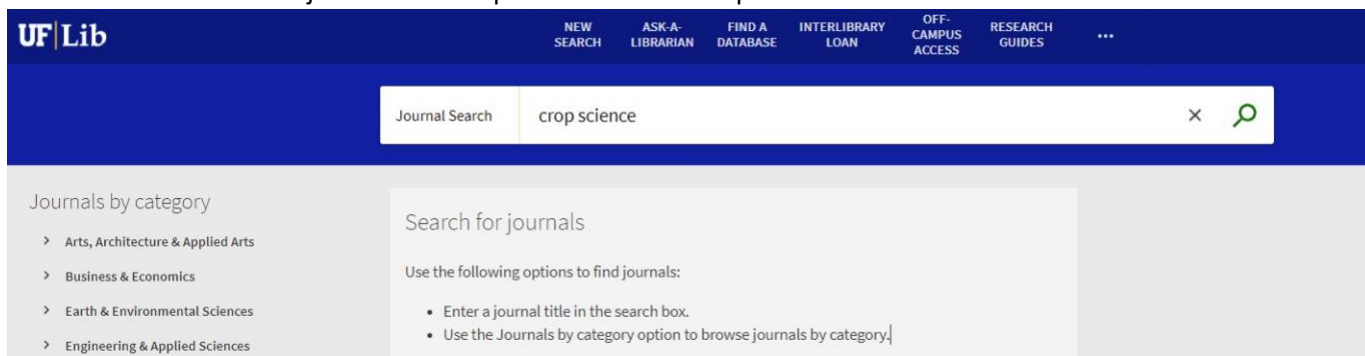 UF Lib
NEW SEARCH
ASK-A-LIBRARIAN
FIND A DATABASE
INTERLIBRARY LOAN
OFF-CAMPUS ACCESS
RESEARCH GUIDES
...
Journal Search
crop science
Journals by category
Arts, Architecture & Applied Arts
Business & Economics
Earth & Environmental Sciences
Engineering & Applied Sciences
Search for journals
Use the following options to find journals:
• Enter a journal title in the search box.
• Use the Journals by category option to browse journals by category.